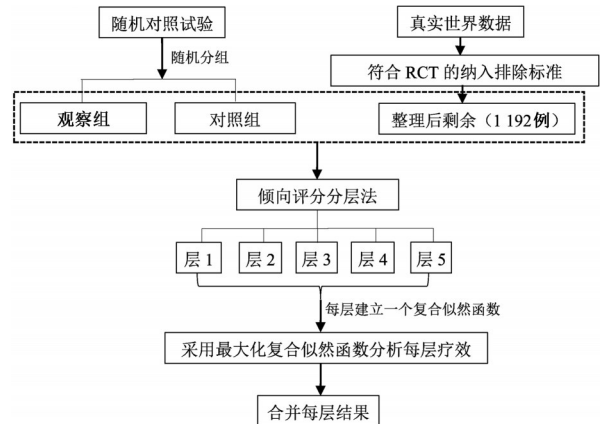 随机对照试验
真实世界数据
随机分组
符合 RCT 的纳入排除标准
观察组
对照组
整理后剩余（1 192例）
倾向评分分层法
层 1
层 2
层 3
层 4
层 5
每层建立一个复合似然函数
采用最大化复合似然函数分析每层疗效
合并每层结果